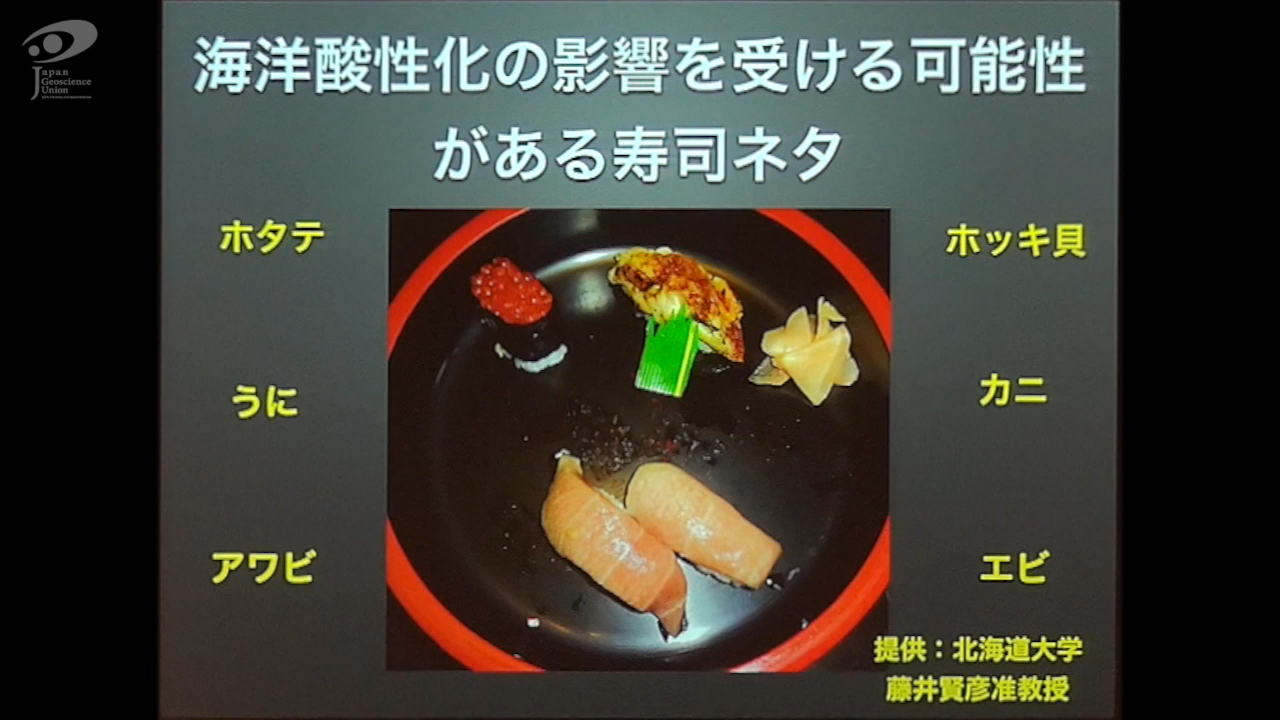 Japan
Geoscience
Union
海洋酸性化の影響を受ける可能性
がある寿司ネタ
ホタテ
うに
アワビ
ホッキ貝
カニ
エビ
提供：北海道大学
藤井賢彦准教授